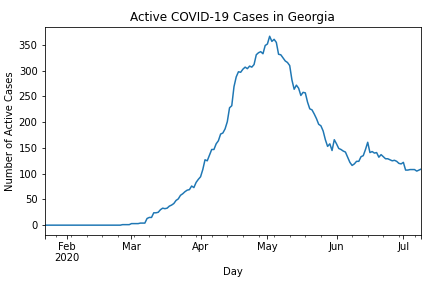 Active COVID-19 Cases in Georgia
Number of Active Cases
350
300
250
200
150
100
50
0
Feb
2020
Mar
Apr
May
Jun
Jul
Day